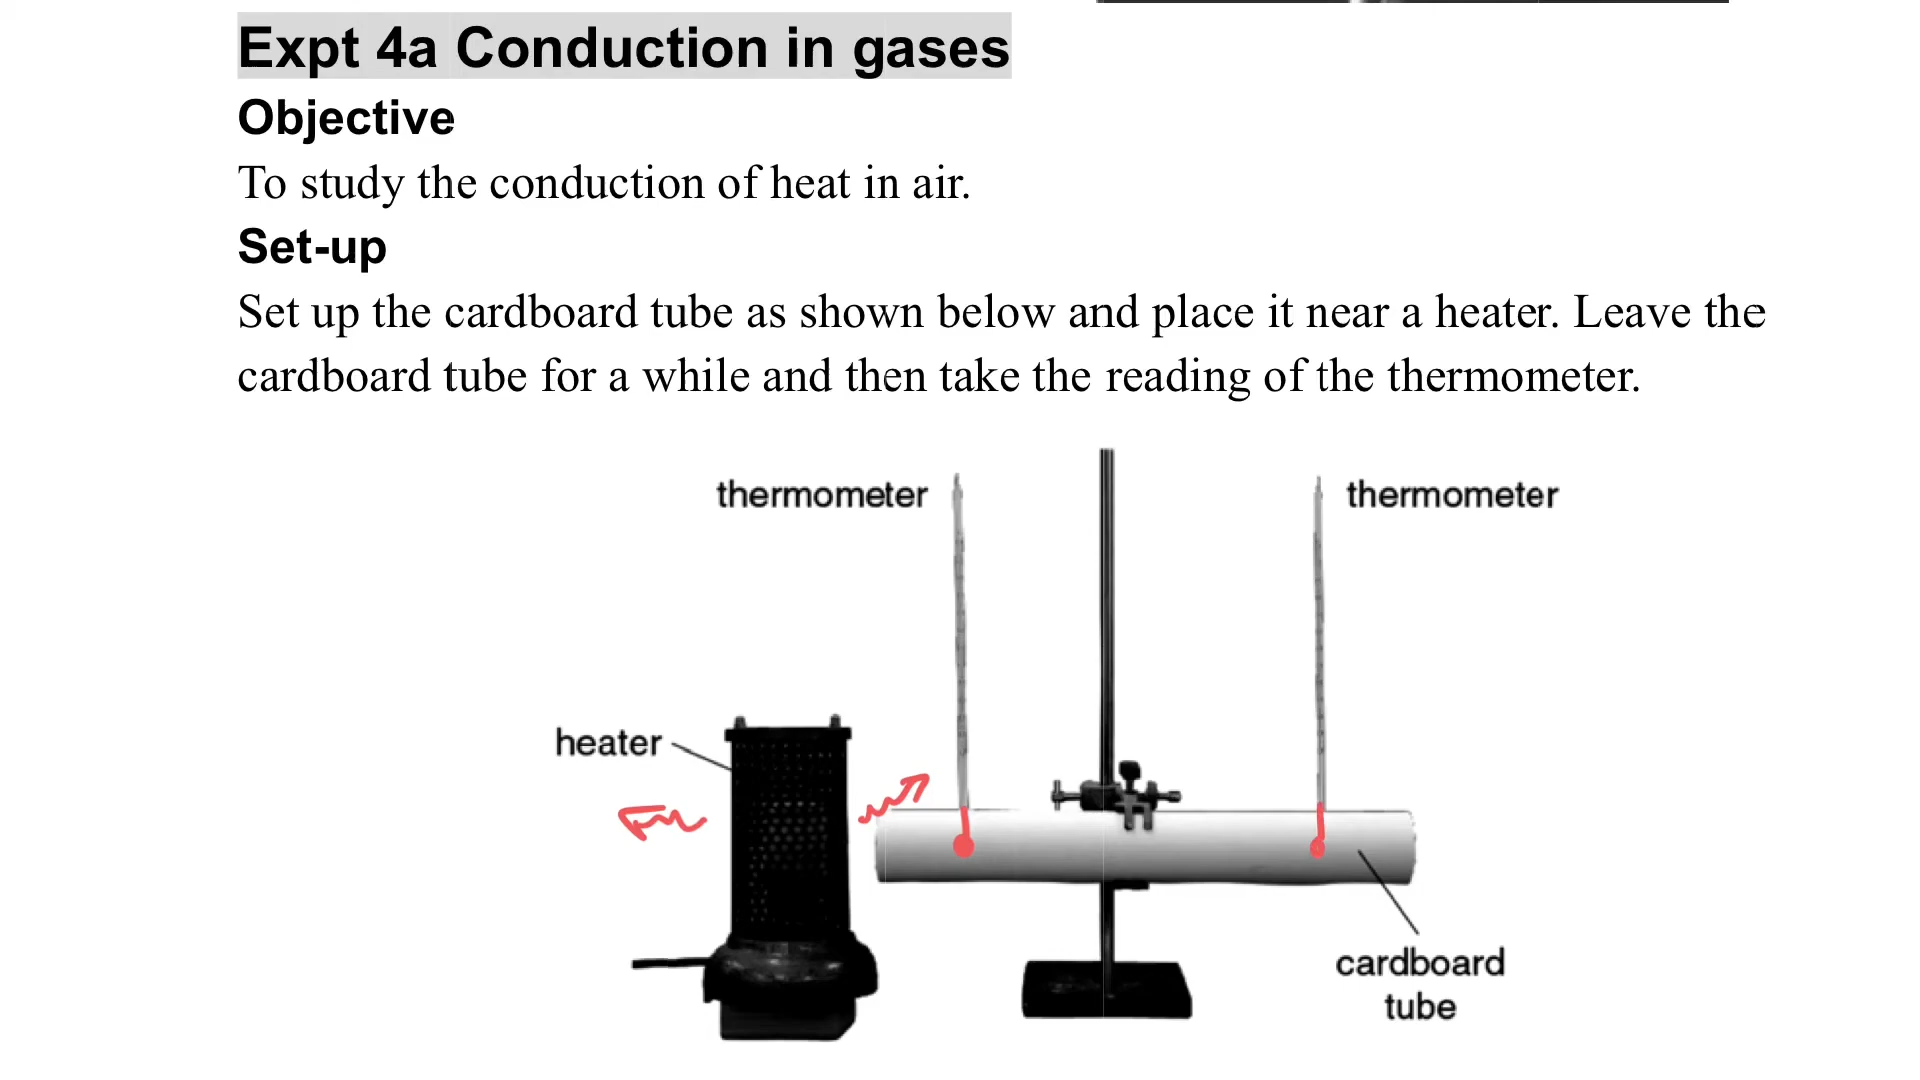 Expt 4a Conduction in gases
Objective
To study the conduction of heat in air.
Set-up
Set up the cardboard tube as shown below and place it near a heater. Leave the
cardboard tube for a while and then take the reading of the thermometer.
thermometer
thermometer
heater
cardboard
tube